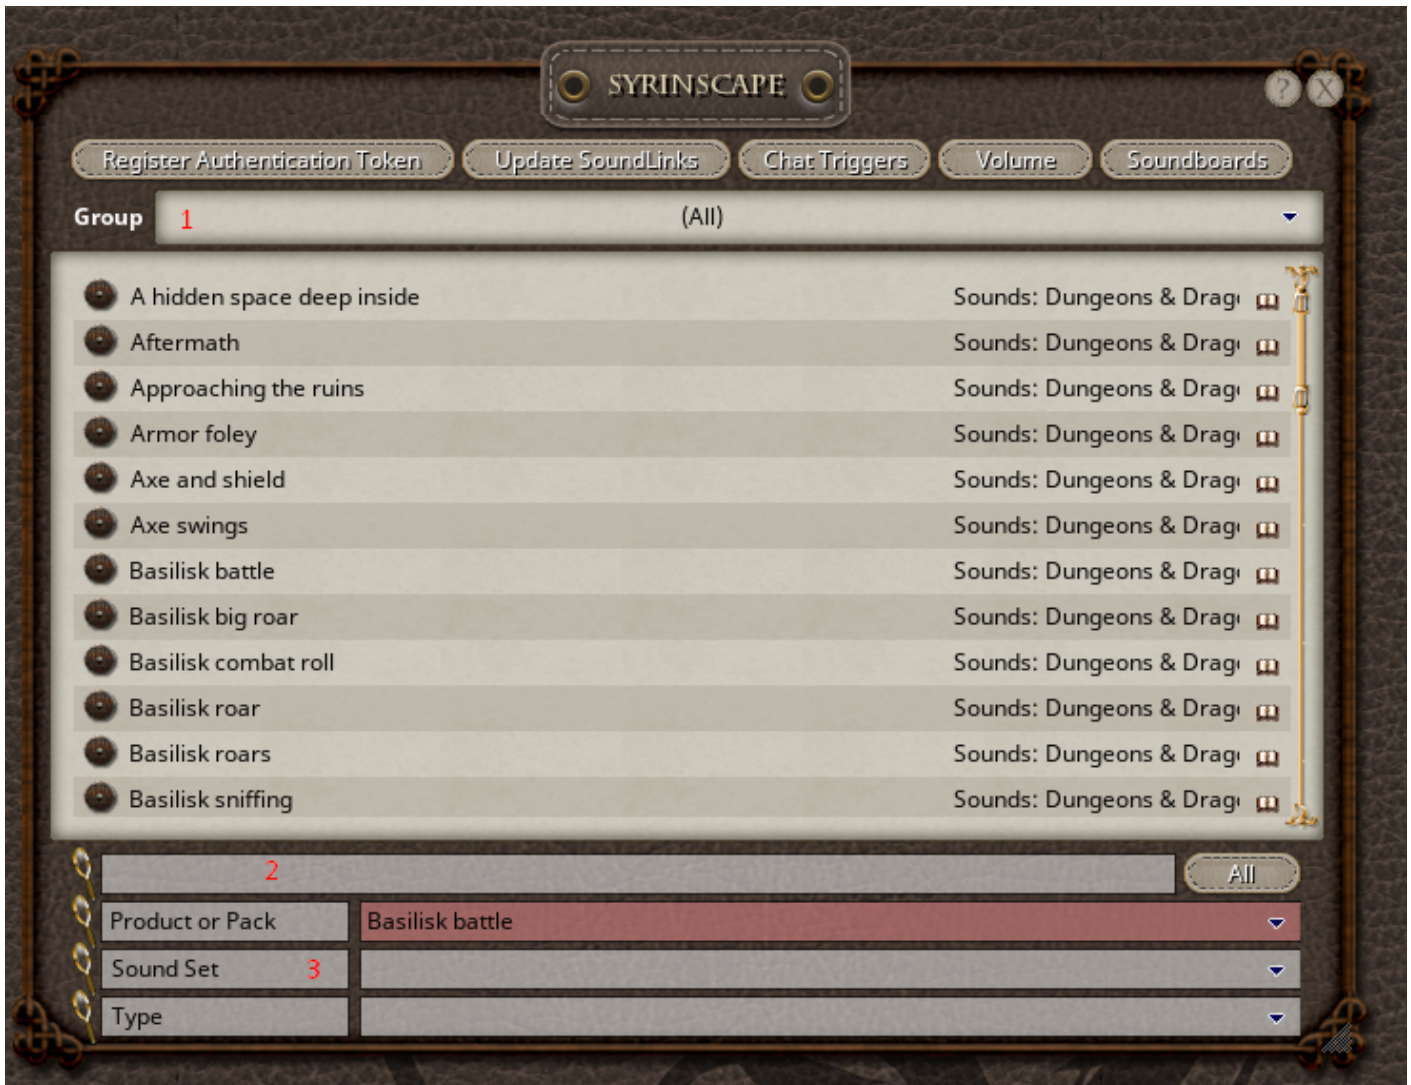 SYRINSCAPE
? X
Register Authentication Token Update SoundLinks Chat Triggers Volume Soundboards
Group 1 (All)
A hidden space deep inside Sounds: Dungeons & Drag
Aftermath Sounds: Dungeons & Drag
Approaching the ruins Sounds: Dungeons & Drag
Armor foley Sounds: Dungeons & Drag
Axe and shield Sounds: Dungeons & Drag
Axe swings Sounds: Dungeons & Drag
Basilisk battle Sounds: Dungeons & Drag
Basilisk big roar Sounds: Dungeons & Drag
Basilisk combat roll Sounds: Dungeons & Drag
Basilisk roar Sounds: Dungeons & Drag
Basilisk roars Sounds: Dungeons & Drag
Basilisk sniffing Sounds: Dungeons & Drag
2 All
Product or Pack Basilisk battle
Sound Set 3
Type